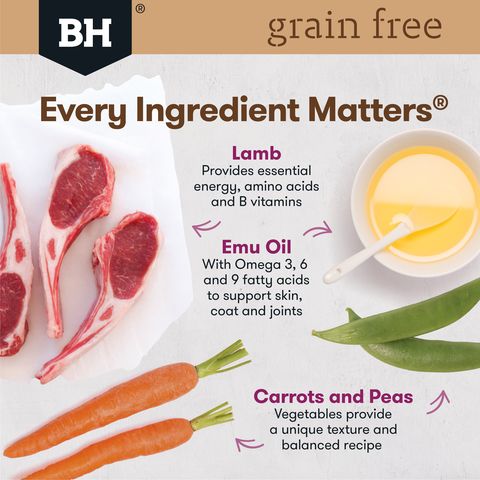 BH®
grain free
Every Ingredient Matters®
Lamb
Provides essential
energy, amino acids
and B vitamins
Emu Oil
With Omega 3, 6
and 9 fatty acids
to support skin,
coat and joints
Carrots and Peas
Vegetables provide
a unique texture and
balanced recipe